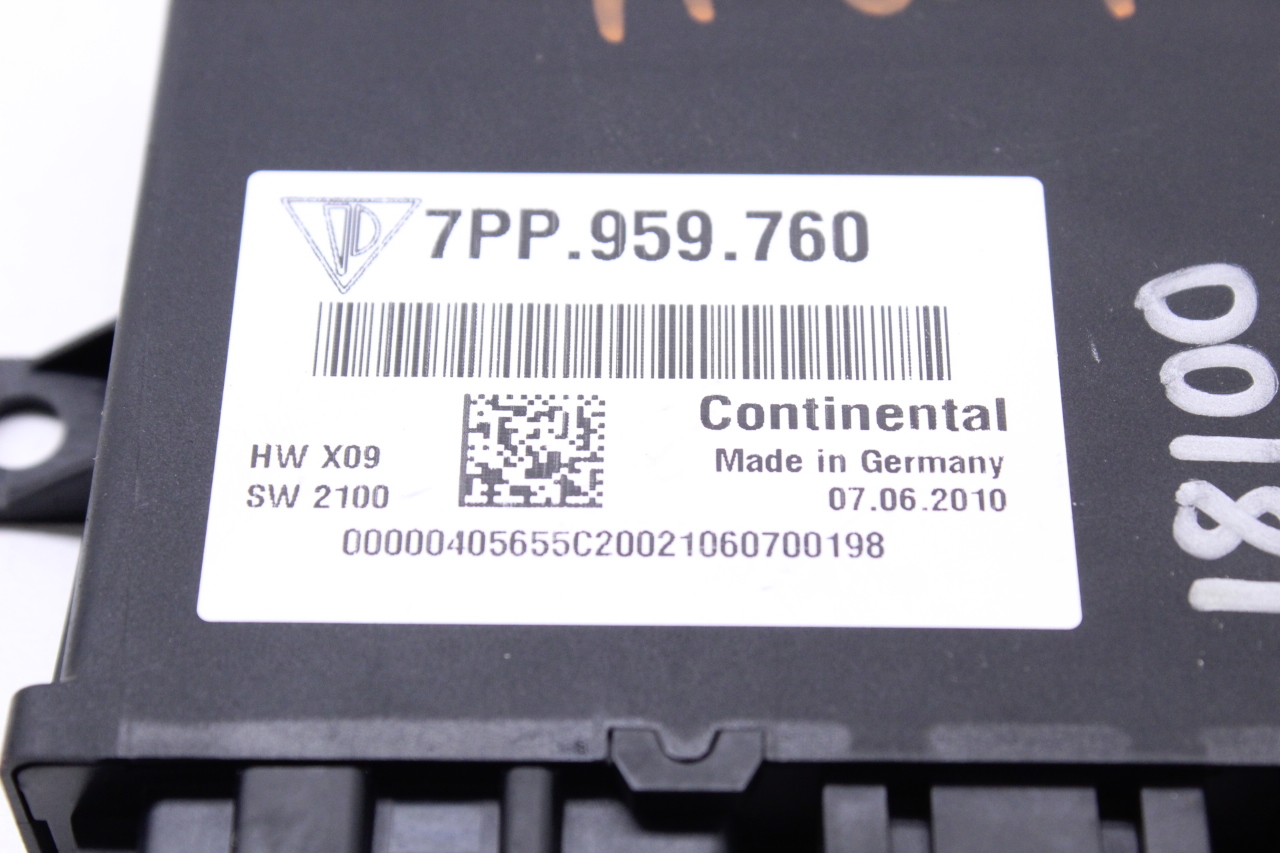 7PP.959.760
Continental
HW X09
Made in Germany
SW 2100
07.06.2010
00000405655C20021060700198
18100